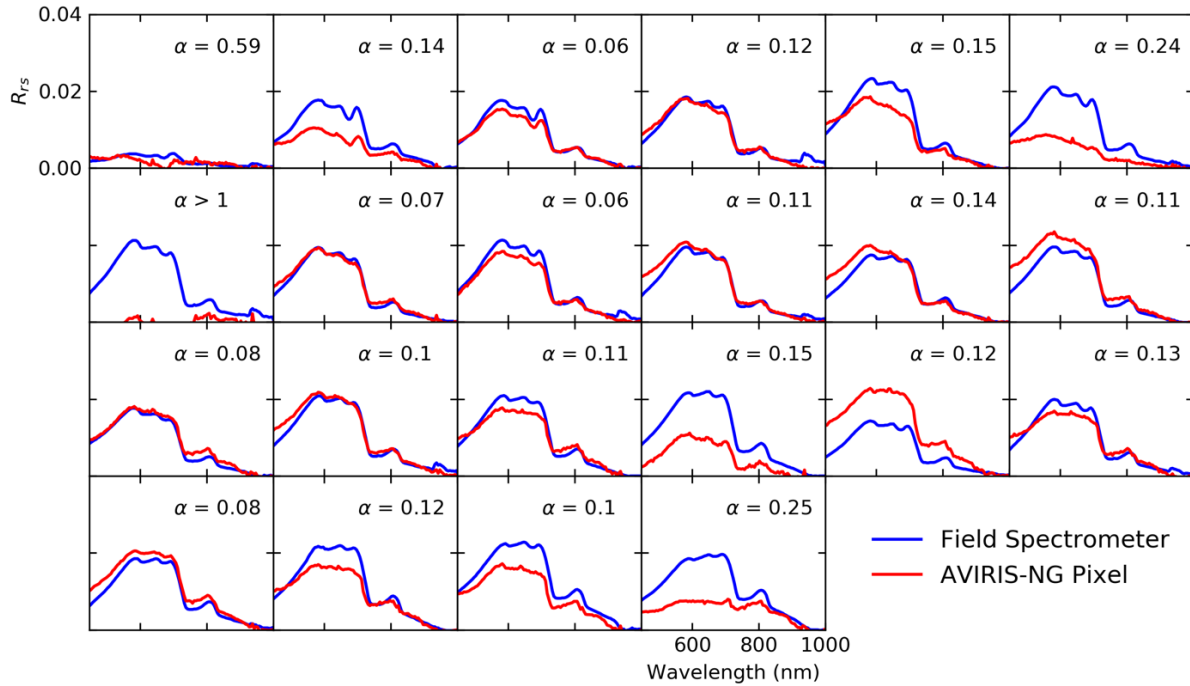 0.04
0.02
0.00
R_rs
α = 0.59
α = 0.14
α = 0.06
α = 0.12
α = 0.15
α = 0.24
α > 1
α = 0.07
α = 0.06
α = 0.11
α = 0.14
α = 0.11
α = 0.08
α = 0.1
α = 0.11
α = 0.15
α = 0.12
α = 0.13
α = 0.08
α = 0.12
α = 0.1
α = 0.25
Field Spectrometer
AVIRIS-NG Pixel
600 800 1000
Wavelength (nm)